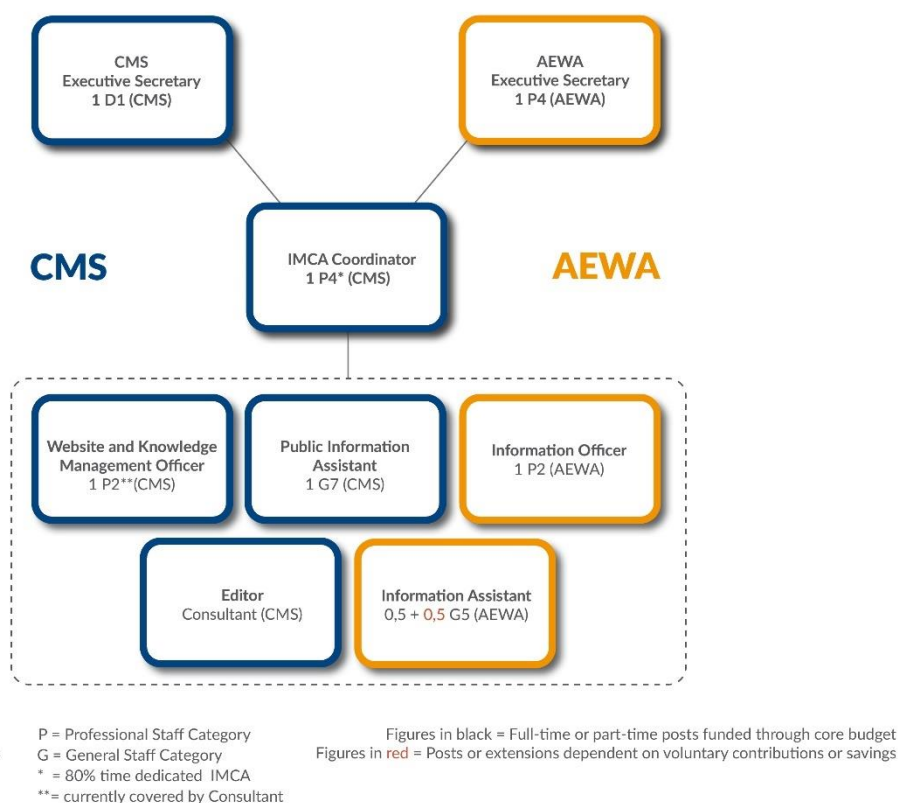 CMS
Executive Secretary
1 D1 (CMS)
AEWA
Executive Secretary
1 P4 (AEWA)
IMCA Coordinator
1 P4* (CMS)
CMS
AEWA
Website and Knowledge
Management Officer
1 P2**(CMS)
Public Information
Assistant
1 G7 (CMS)
Information Officer
1 P2 (AEWA)
Editor
Consultant (CMS)
Information Assistant
0,5 + 0,5 G5 (AEWA)
P = Professional Staff Category
G = General Staff Category
* = 80% time dedicated IMCA
**= currently covered by Consultant
Figures in black = Full-time or part-time posts funded through core budget
Figures in red = Posts or extensions dependent on voluntary contributions or savings